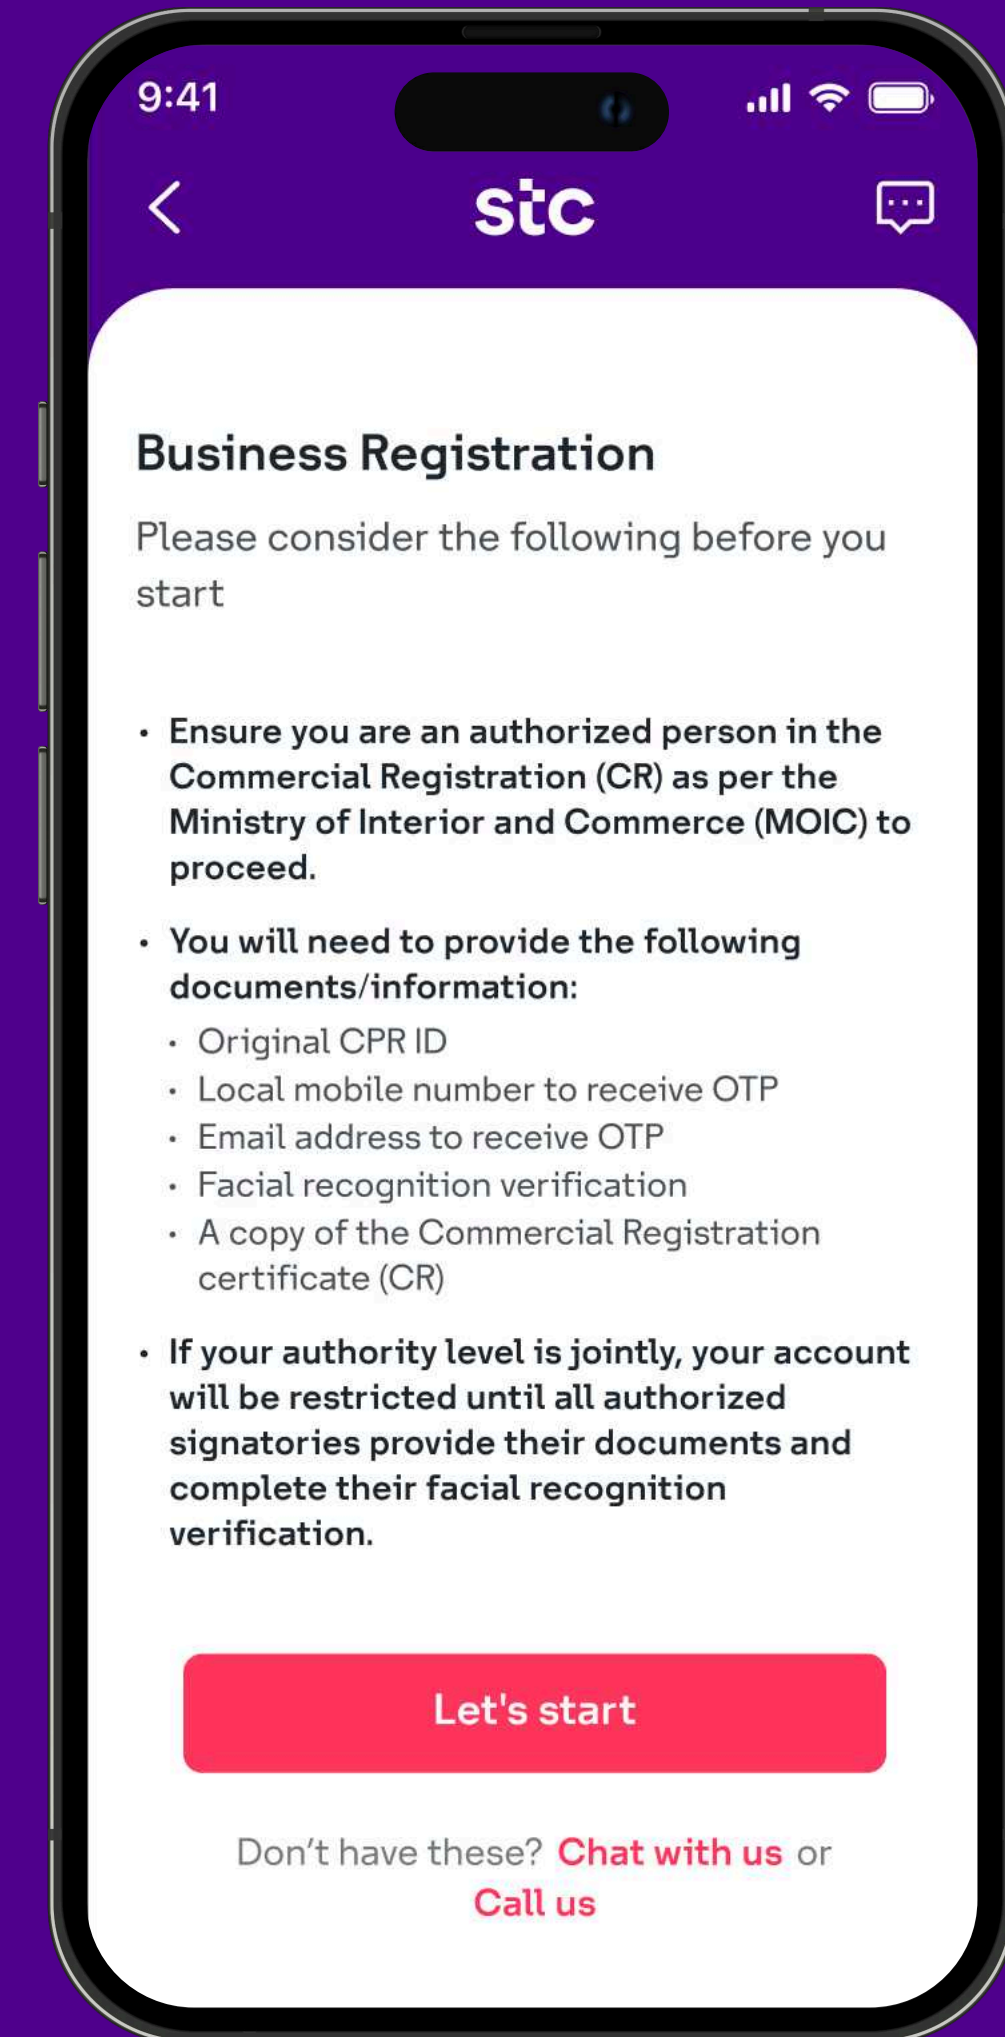 9:41
stc
Business Registration
Please consider the following before you
start
• Ensure you are an authorized person in the
Commercial Registration (CR) as per the
Ministry of Interior and Commerce (MOIC) to
proceed.
• You will need to provide the following
documents/information:
• Original CPR ID
• Local mobile number to receive OTP
• Email address to receive OTP
• Facial recognition verification
• A copy of the Commercial Registration
certificate (CR)
• If your authority level is jointly, your account
will be restricted until all authorized
signatories provide their documents and
complete their facial recognition
verification.
Let's start
Don't have these? Chat with us or
Call us